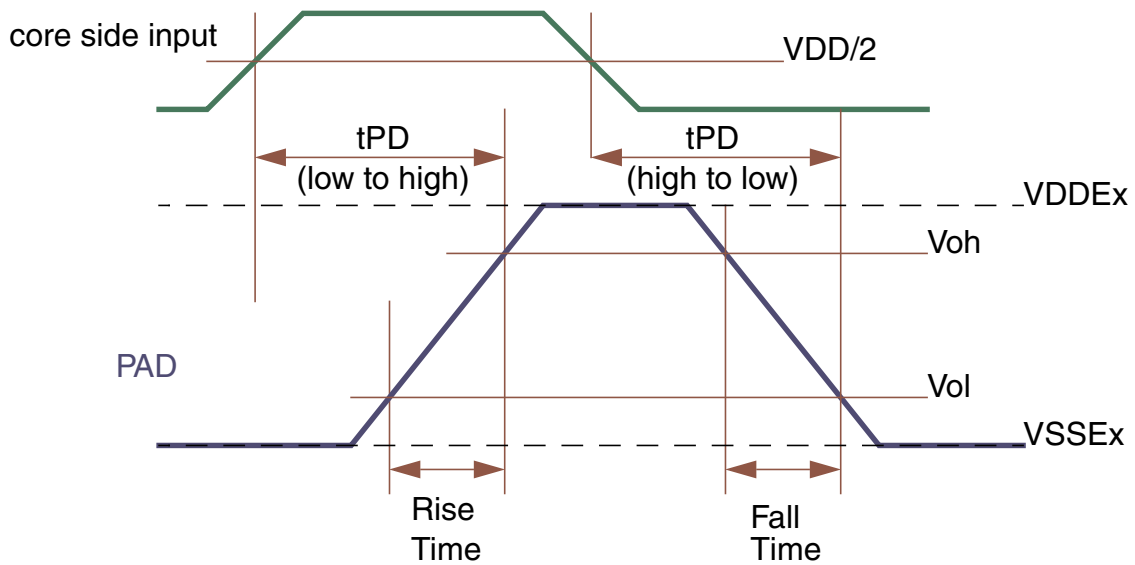 core side input
VDD/2
tPD
(low to high)
tPD
(high to low)
VDDEx
Voh
PAD
Vol
VSSEx
Rise
Time
Fall
Time